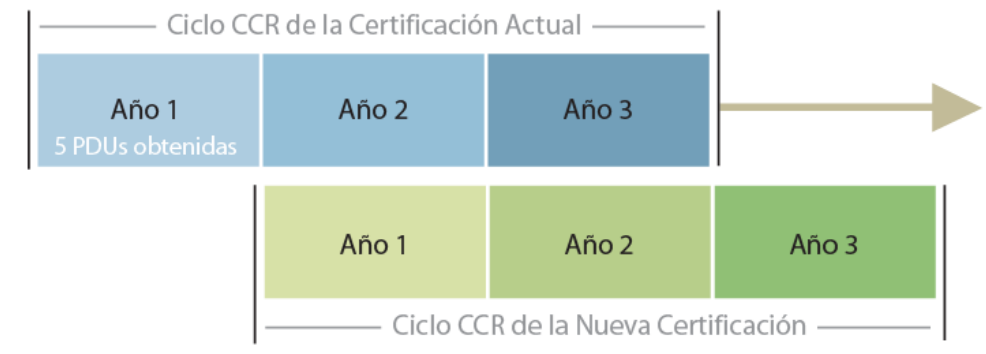 Ciclo CCR de la Certificación Actual
Año 1
Año 2
Año 3
5 PDUs obtenidas
Año 1
Año 2
Año 3
Ciclo CCR de la Nueva Certificación